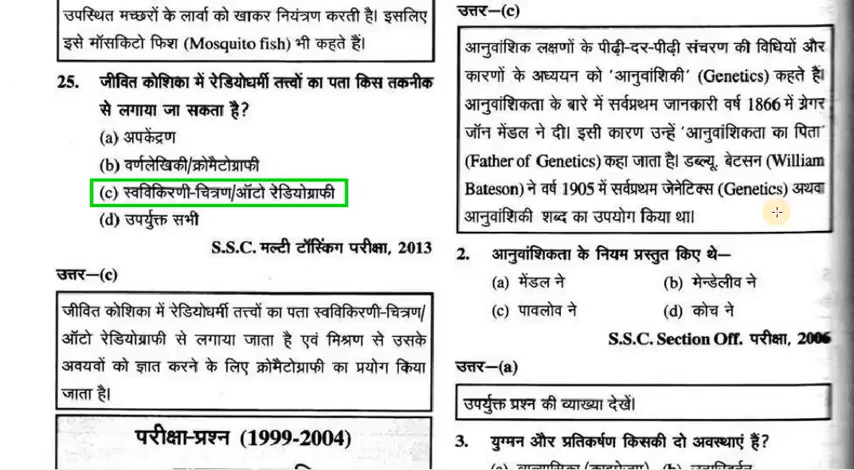 उपस्थित मच्छरों के लार्वा को खाकर नियंत्रण करती है। इसलिए
इसे मॉसकिटो फिश (Mosquito fish) भी कहते हैं।
25. जीवित कोशिका में रेडियोधर्मी तत्त्वों का पता किस तकनीक
से लगाया जा सकता है?
(a) अपकेंद्रण
(b) वर्णलेखिकी/क्रोमैटोग्राफी
(c) स्वविकिरणी-चित्रण/ऑटो रेडियोग्राफी
(d) उपर्युक्त सभी
S.S.C. मल्टी टॉस्किंग परीक्षा, 2013
उत्तर–(c)
जीवित कोशिका में रेडियोधर्मी तत्त्वों का पता स्वविकिरणी-चित्रण/
ऑटो रेडियोग्राफी से लगाया जाता है एवं मिश्रण से उसके
अवयवों को ज्ञात करने के लिए क्रोमैटोग्राफी का प्रयोग किया
जाता है।
परीक्षा-प्रश्न (1999-2004)
उत्तर–(c)
आनुवांशिक लक्षणों के पीढ़ी-दर-पीढ़ी संचरण की विधियों और
कारणों के अध्ययन को 'आनुवांशिकी' (Genetics) कहते हैं।
आनुवांशिकता के बारे में सर्वप्रथम जानकारी वर्ष 1866 में ग्रेगर
जॉन मेंडल ने दी। इसी कारण उन्हें 'आनुवांशिकता का पिता'
(Father of Genetics) कहा जाता है। डब्ल्यू. बेटसन (William
Bateson) ने वर्ष 1905 में सर्वप्रथम जेनेटिक्स (Genetics) अथवा
आनुवांशिकी शब्द का उपयोग किया था।
2. आनुवांशिकता के नियम प्रस्तुत किए थे–
(a) मेंडल ने (b) मेन्डेलीव ने
(c) पावलोव ने (d) कोच ने
S.S.C. Section Off. परीक्षा, 2006
उत्तर–(a)
उपर्युक्त प्रश्न की व्याख्या देखें।
3. युग्मन और प्रतिकर्षण किसकी दो अवस्थाएं हैं?